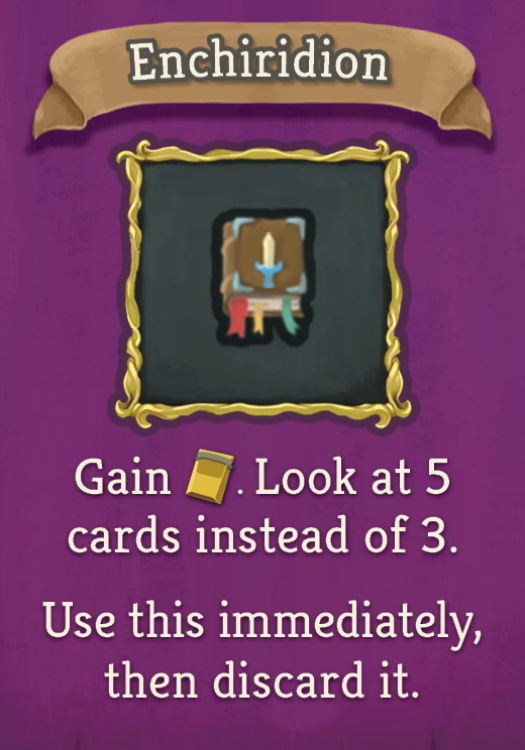 Enchiridion
Gain . Look at 5
cards instead of 3.
Use this immediately,
then discard it.